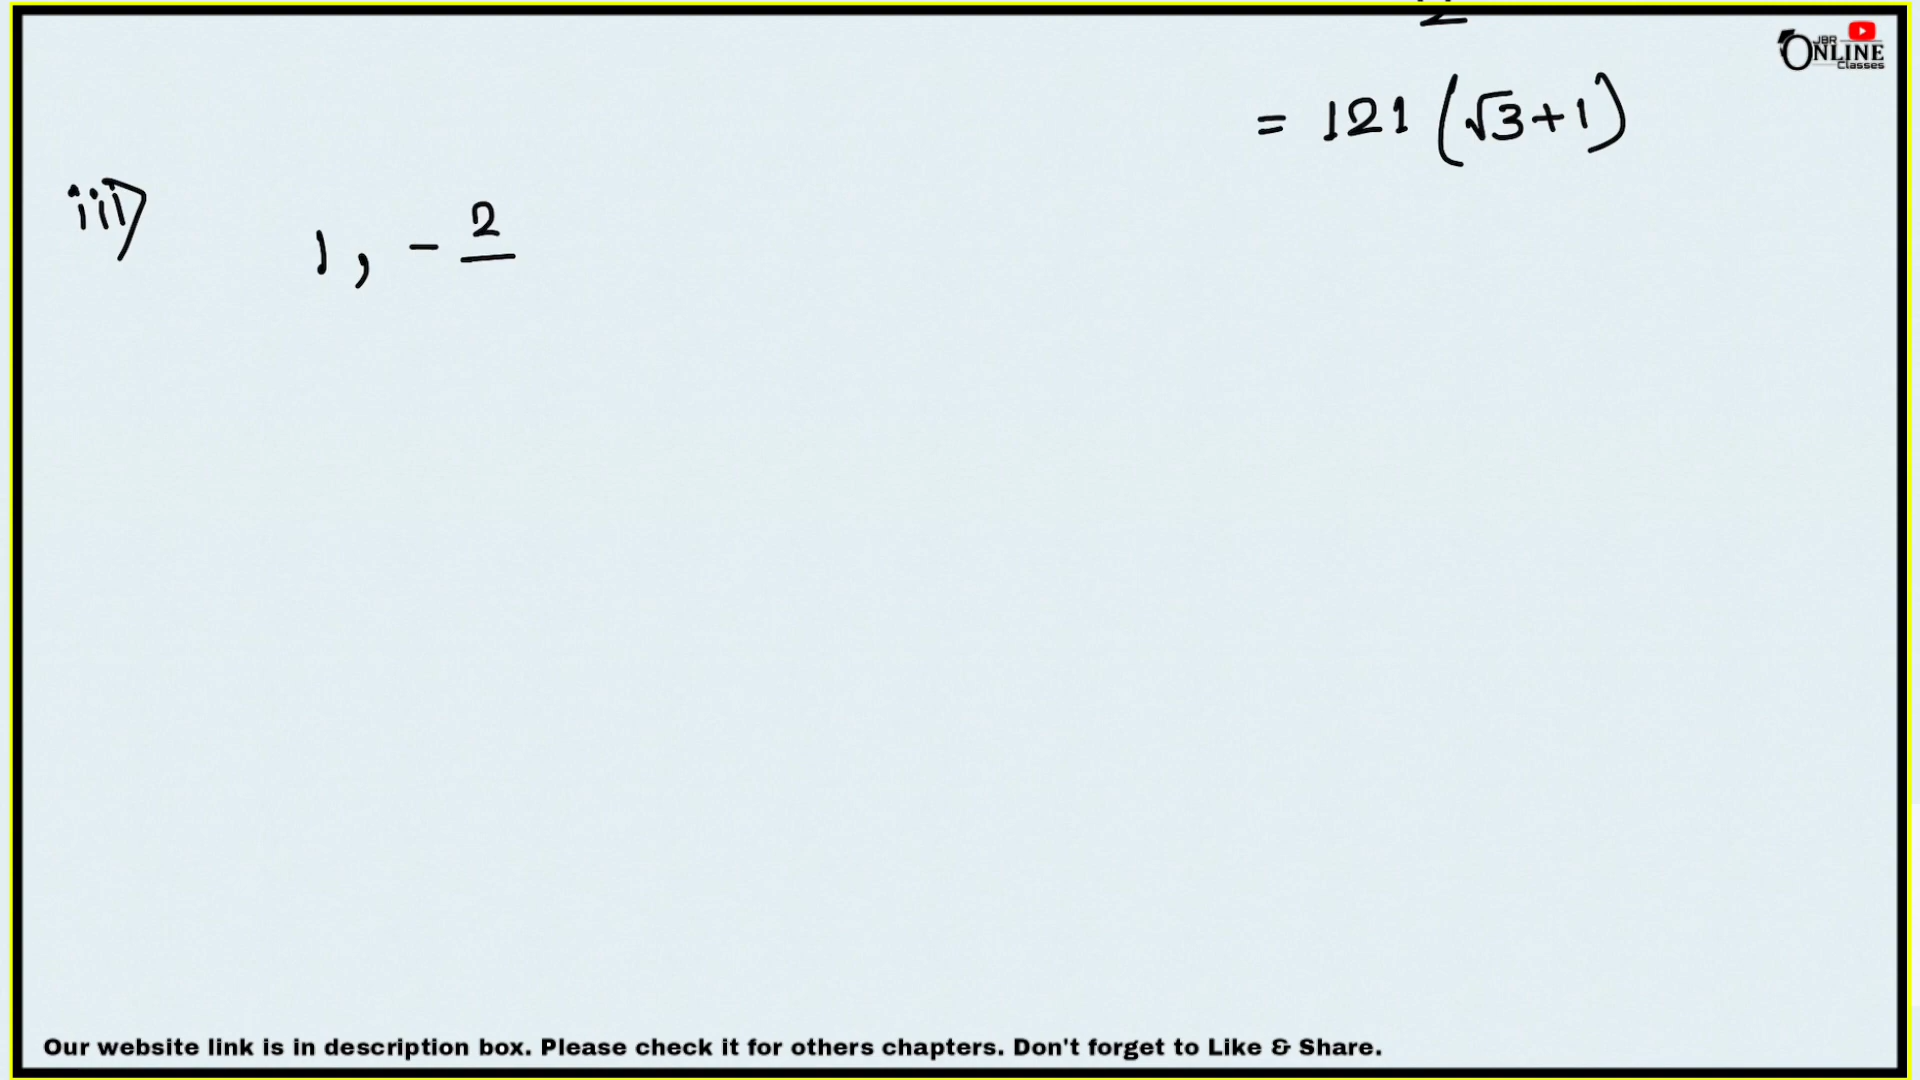 = 121 (√3+1)
JBR
ONLINE
Classes
iii)
1, - 2
Our website link is in description box. Please check it for others chapters. Don't forget to Like & Share.